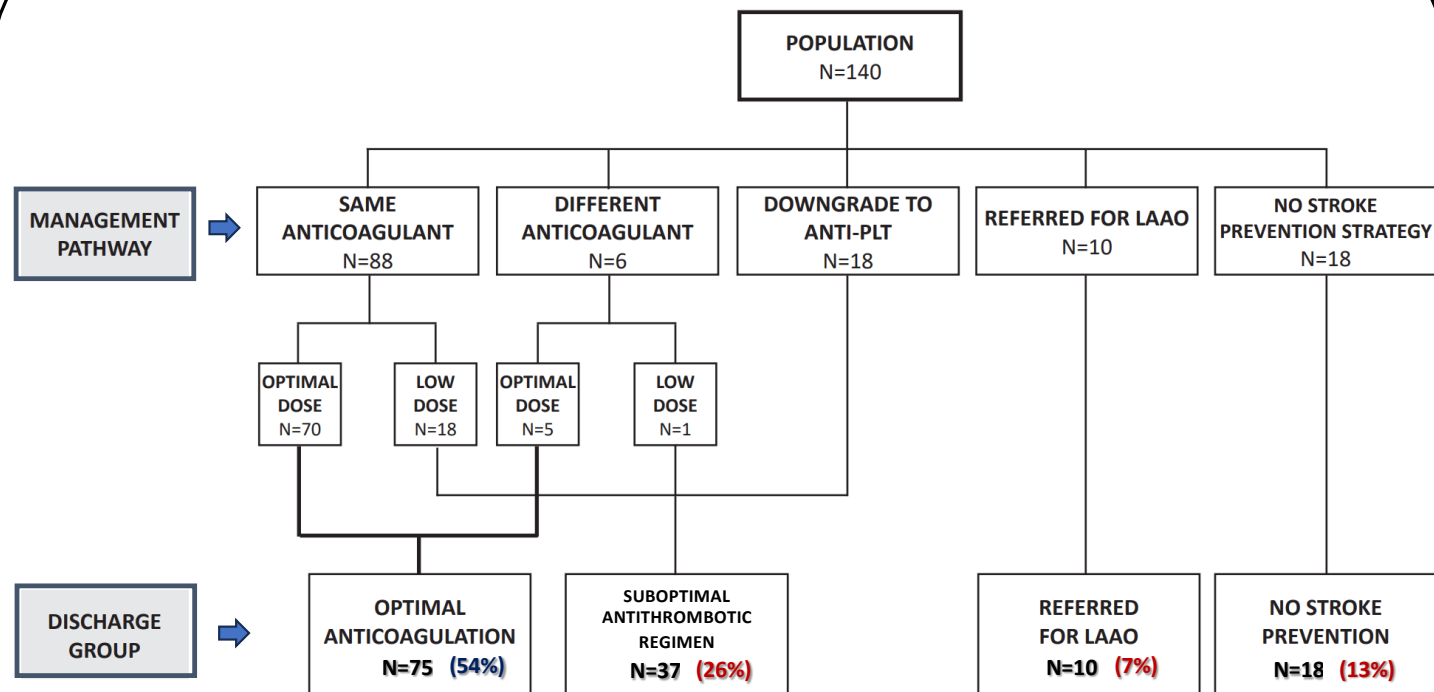 POPULATION
N=140
MANAGEMENT
PATHWAY
SAME
ANTICOAGULANT
N=88
DIFFERENT
ANTICOAGULANT
N=6
DOWNGRADE TO
ANTI-PLT
N=18
REFERRED FOR LAAO
N=10
NO STROKE
PREVENTION STRATEGY
N=18
OPTIMAL
DOSE
N=70
LOW
DOSE
N=18
OPTIMAL
DOSE
N=5
LOW
DOSE
N=1
DISCHARGE
GROUP
OPTIMAL
ANTICOAGULATION
N=75 (54%)
SUBOPTIMAL
ANTITHROMBOTIC
REGIMEN
N=37 (26%)
REFERRED
FOR LAAO
N=10 (7%)
NO STROKE
PREVENTION
N=18 (13%)